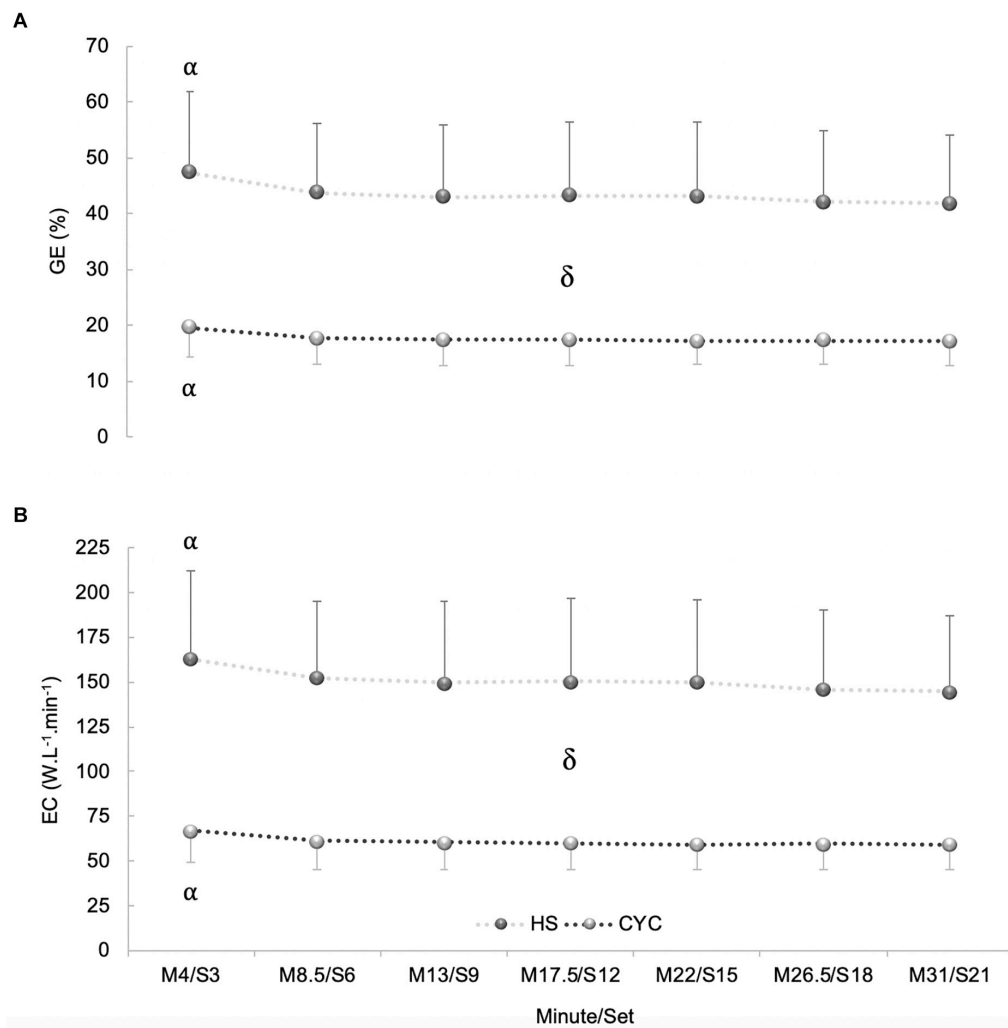 A
70
α
60
50
40
GE (%)
30
δ
20
10
α
0
B
α
225
200
175
150
125
EC (W.L⁻¹.min⁻¹)
100
δ
75
50
α
25
HS CYC
0
M4/S3 M8.5/S6 M13/S9 M17.5/S12 M22/S15 M26.5/S18 M31/S21
Minute/Set